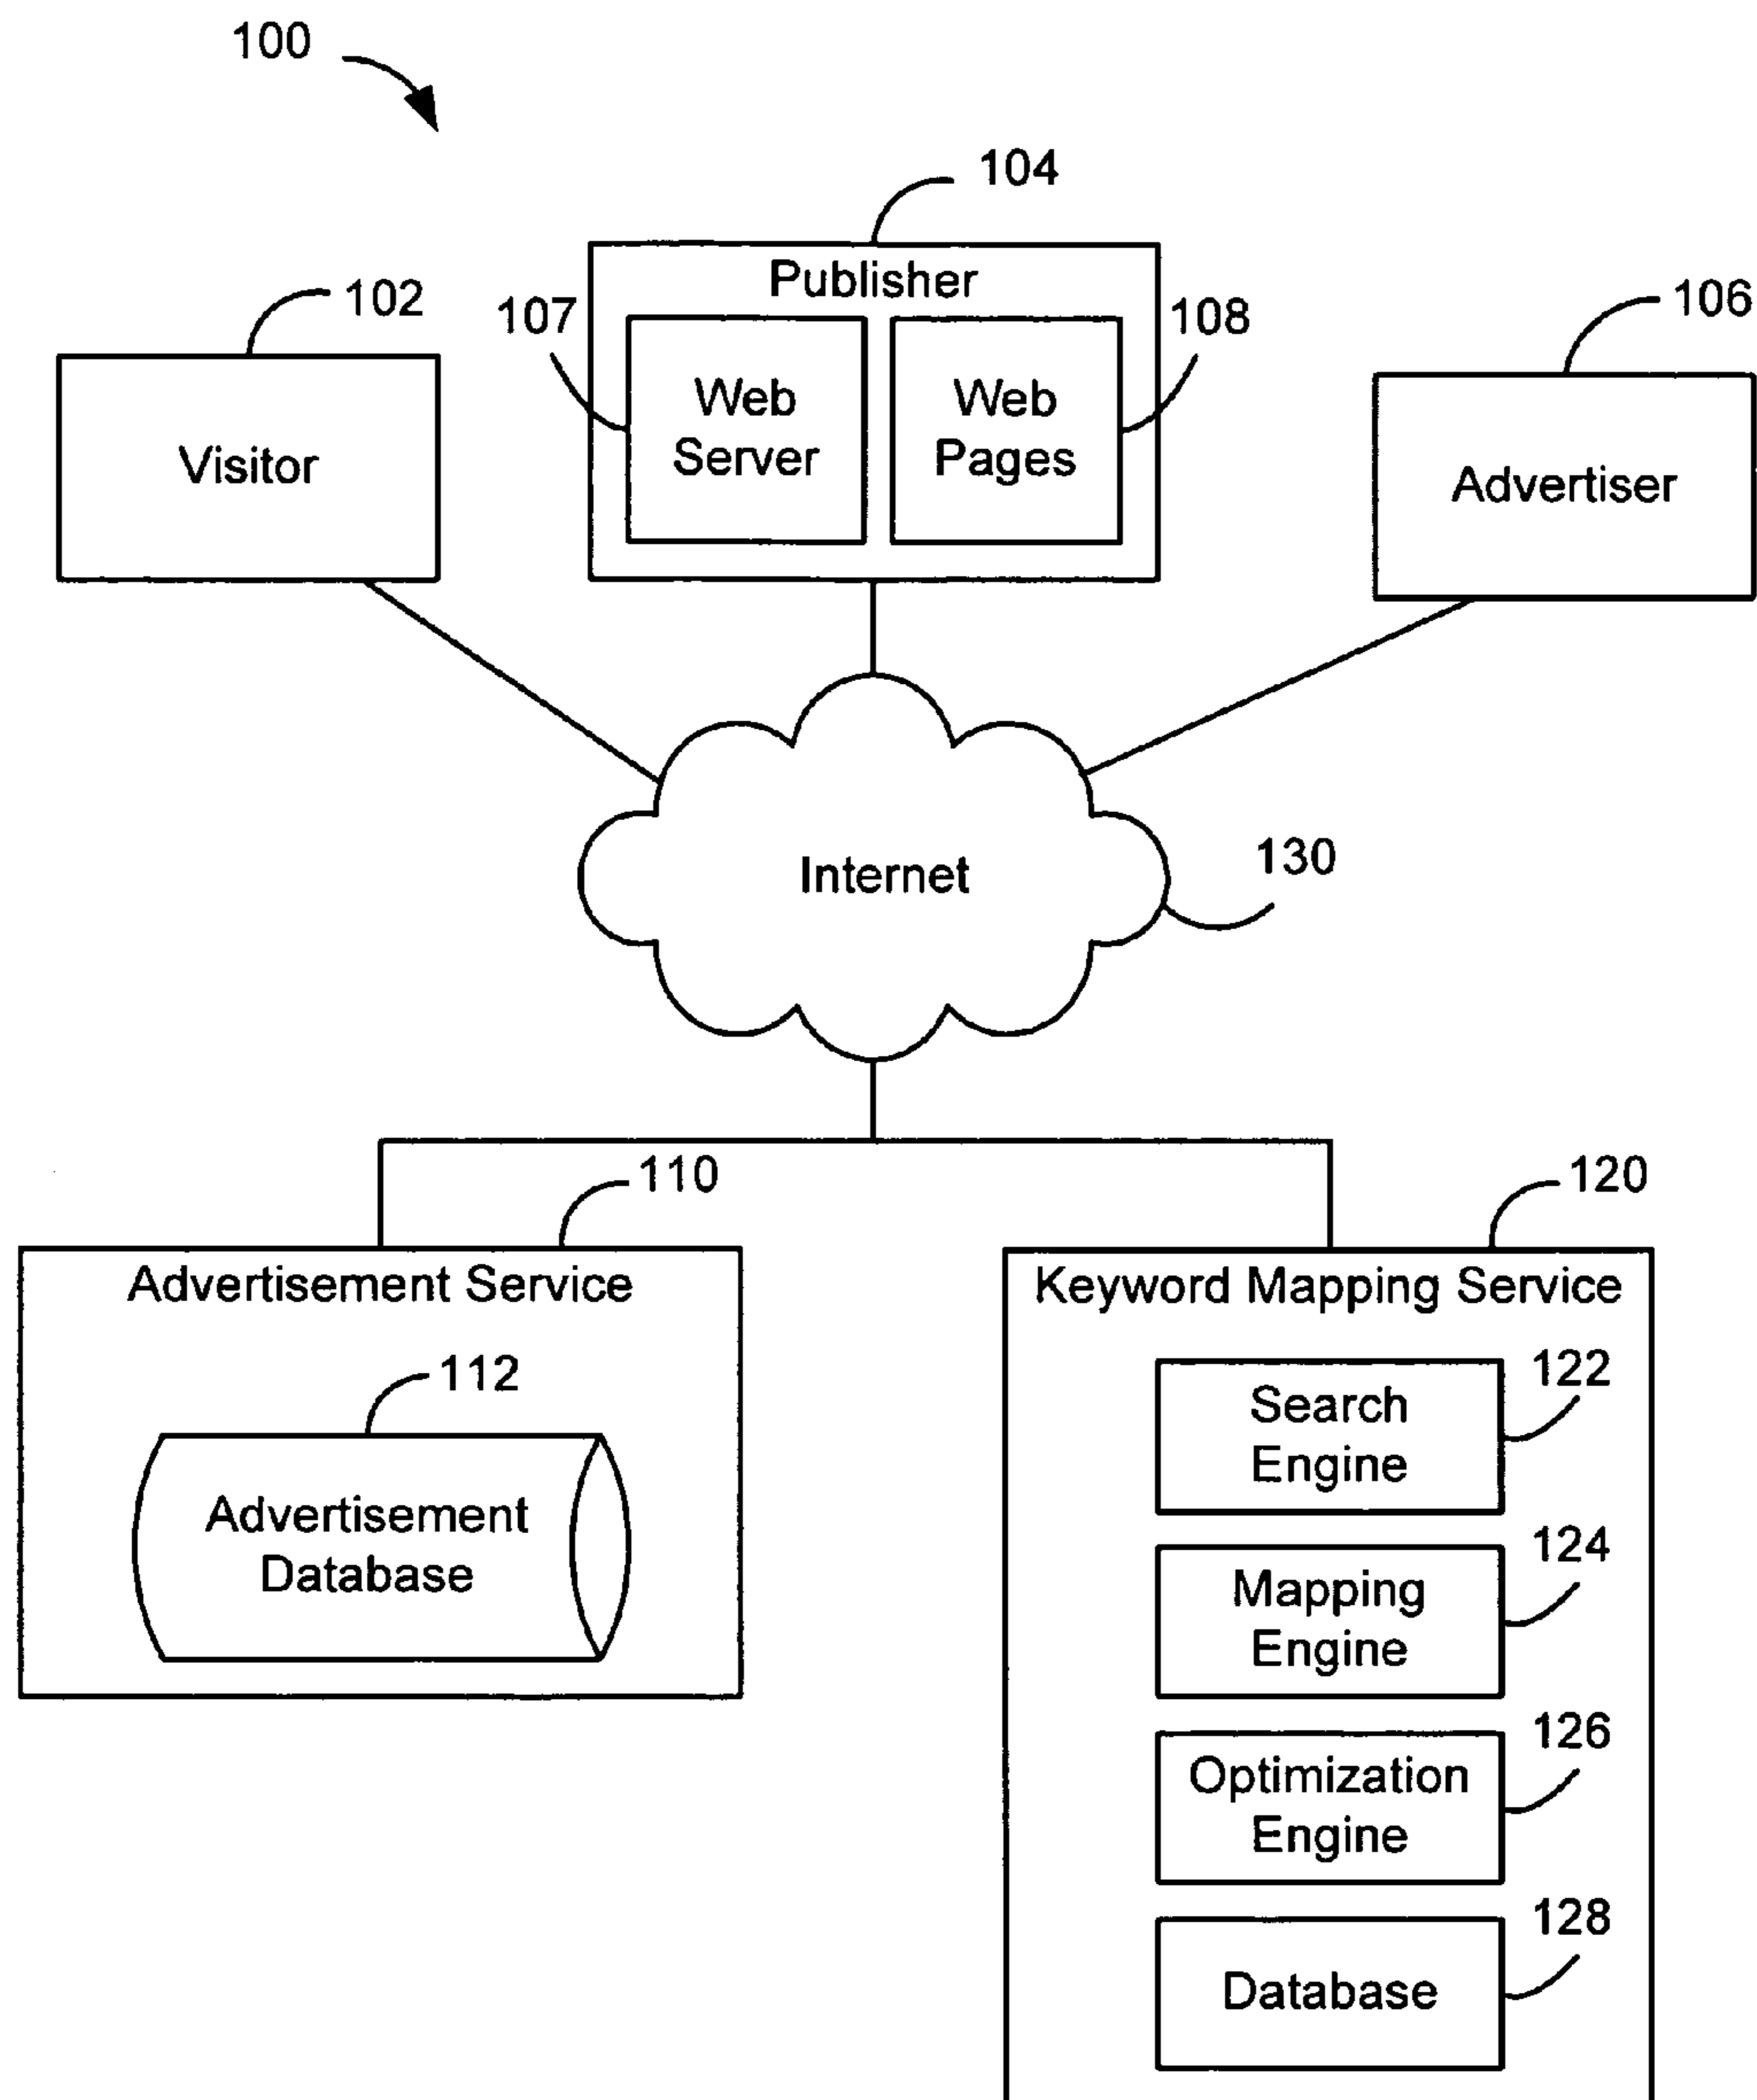 100
104
Publisher
102
107
108
106
Web
Server
Web
Pages
Visitor
Advertiser
Internet
130
110
120
Advertisement Service
Keyword Mapping Service
112
122
Search
Engine
Advertisement
Database
124
Mapping
Engine
126
Optimization
Engine
128
Database